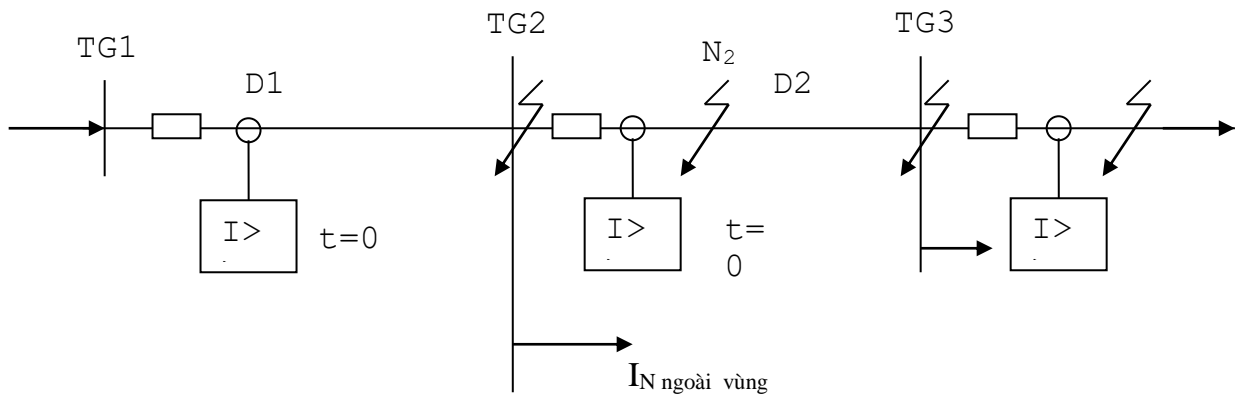 TG1
TG2
TG3
D1
N2
D2
I>
t=0
I>
t=
0
I>
IN ngoài vùng